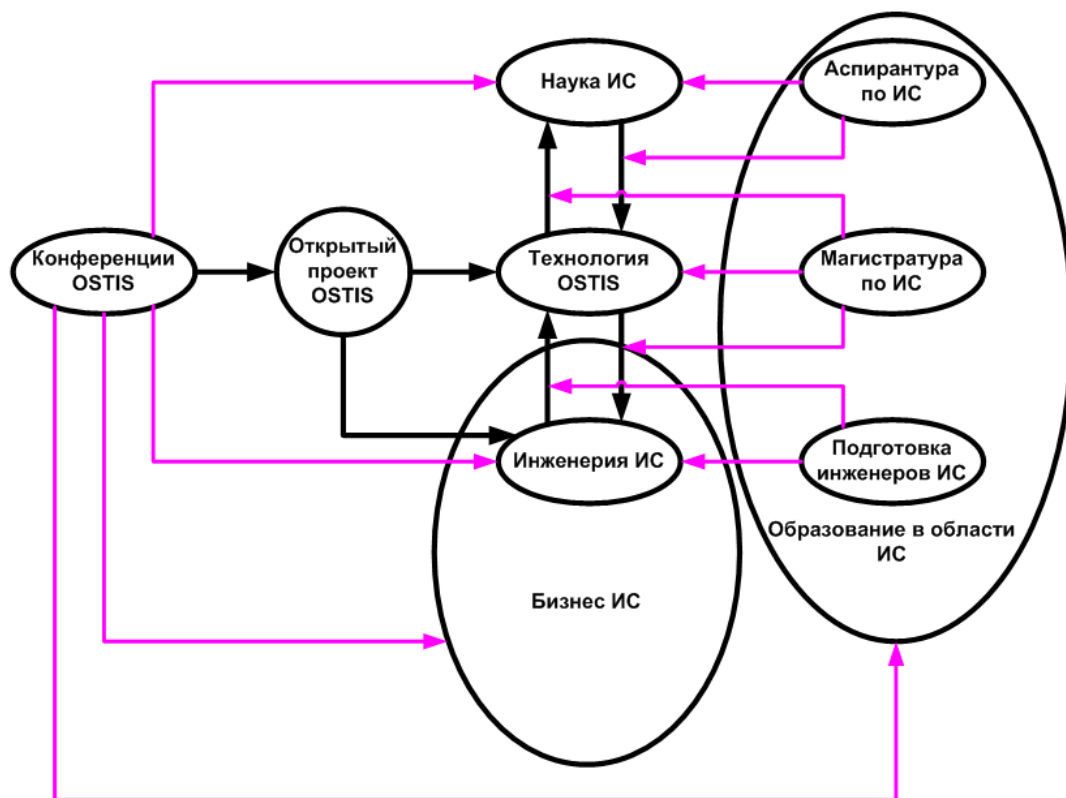 Наука ИС
Аспирантура
по ИС
Конференции
OSTIS
Открытый
проект
OSTIS
Технология
OSTIS
Магистратура
по ИС
Инженерия ИС
Подготовка
инженеров ИС
Образование в области
ИС
Бизнес ИС